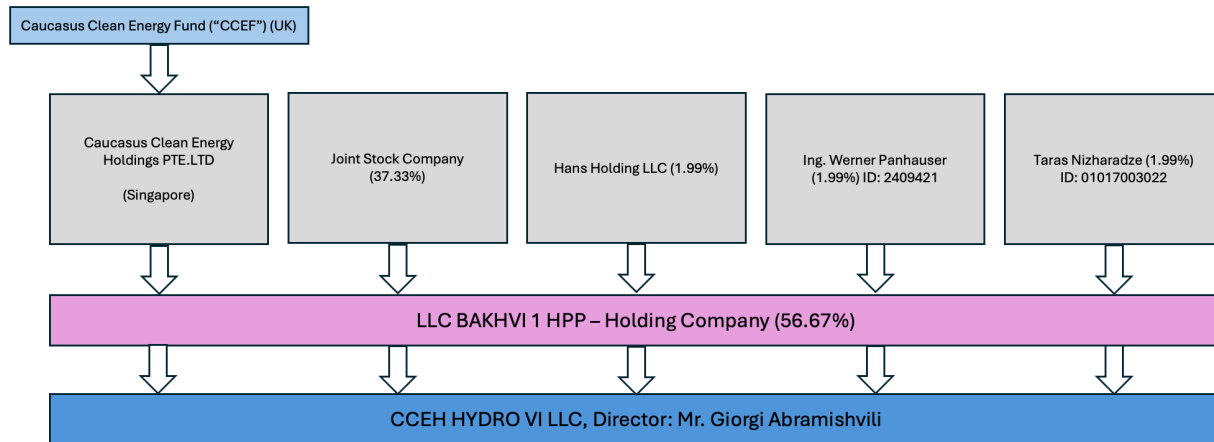 Caucasus Clean Energy Fund (“CCEF”) (UK)
Caucasus Clean Energy
Holdings PTE.LTD
(Singapore)
Joint Stock Company
(37.33%)
Hans Holding LLC (1.99%)
Ing. Werner Panhauser
(1.99%) ID: 2409421
Taras Nizharadze (1.99%)
ID: 01017003022
LLC BAKHVI 1 HPP – Holding Company (56.67%)
CCEH HYDRO VI LLC, Director: Mr. Giorgi Abramishvili